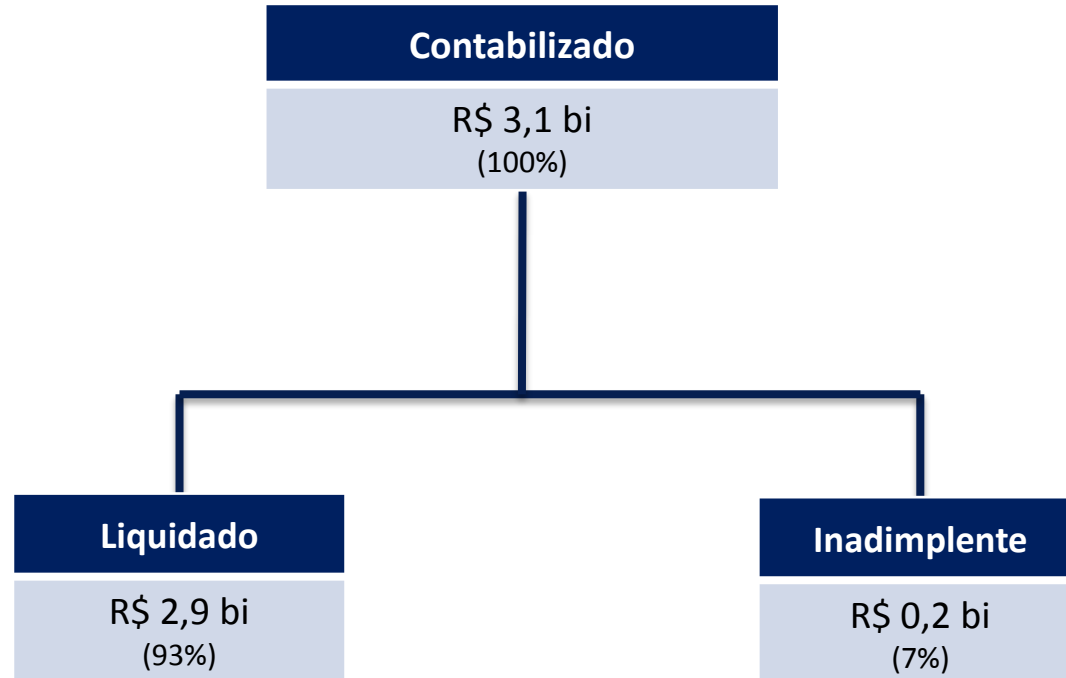 Contabilizado
R$ 3,1 bi
(100%)
Liquidado
R$ 2,9 bi
(93%)
Inadimplente
R$ 0,2 bi
(7%)